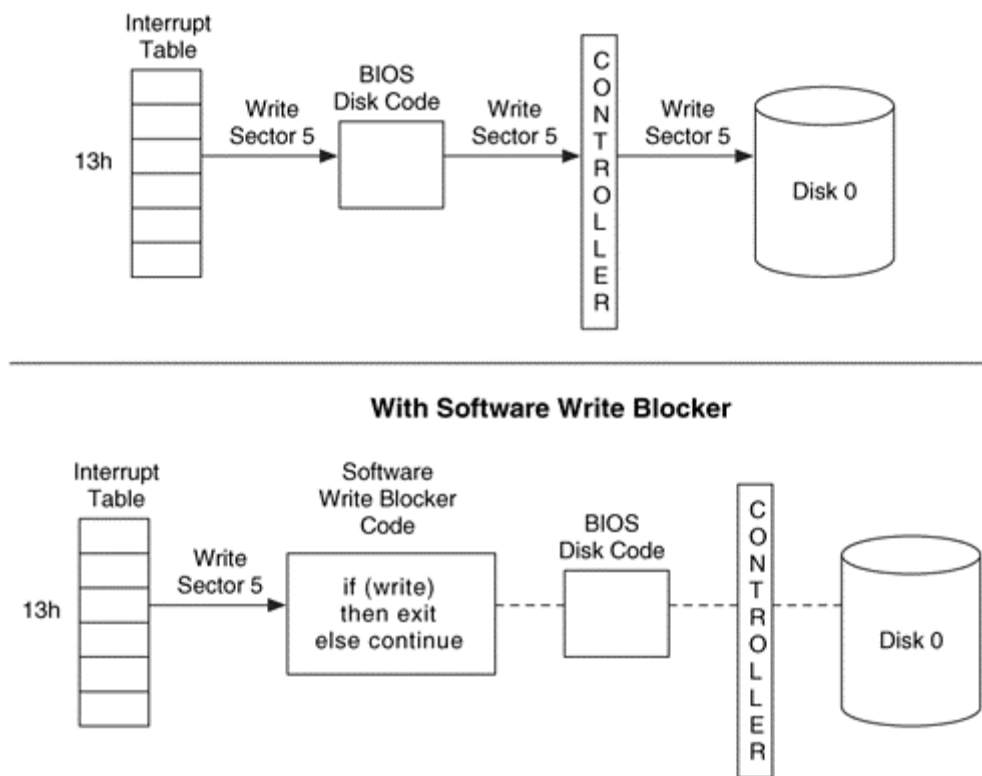 Interrupt
Table
13h
Write
Sector 5
BIOS
Disk Code
Write
Sector 5
CONTROLLER
Write
Sector 5
Disk 0
With Software Write Blocker
Interrupt
Table
13h
Write
Sector 5
Software
Write Blocker
Code
if (write)
then exit
else continue
BIOS
Disk Code
CONTROLLER
Disk 0